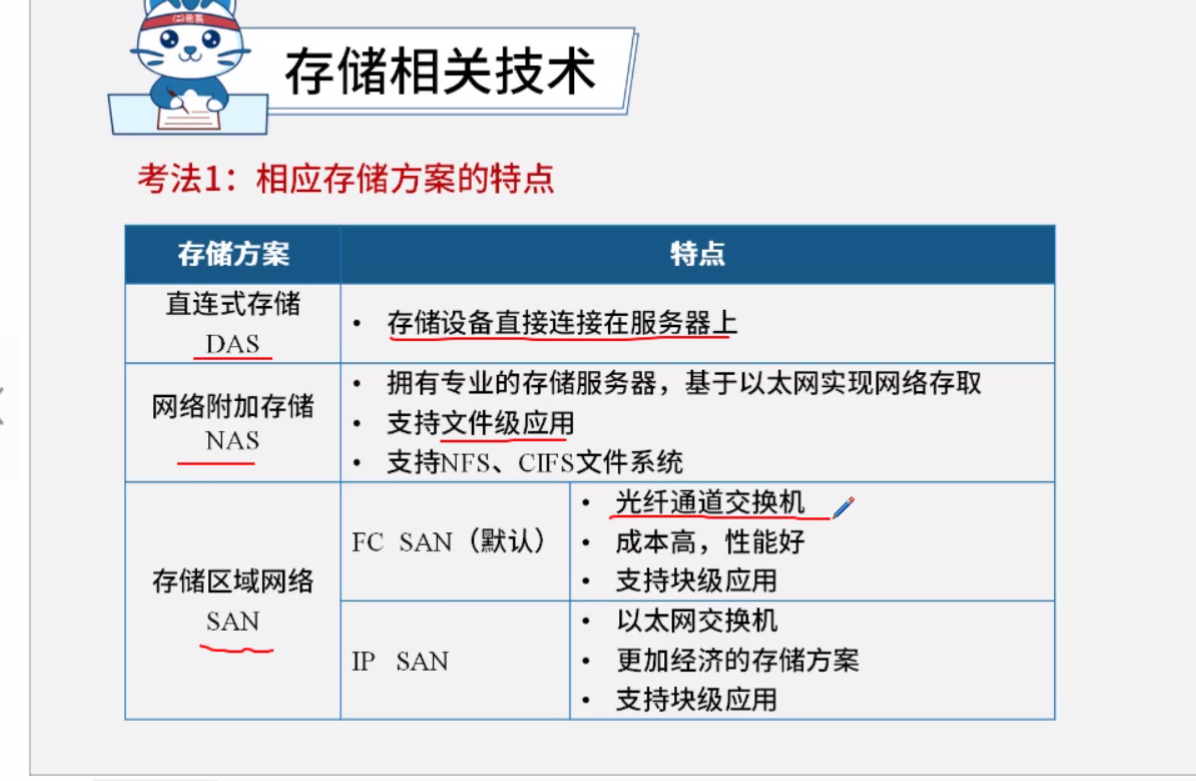 存储相关技术
考法1：相应存储方案的特点
存储方案 特点
直连式存储
DAS
• 存储设备直接连接在服务器上
网络附加存储
NAS
• 拥有专业的存储服务器，基于以太网实现网络存取
• 支持文件级应用
• 支持NFS、CIFS文件系统
存储区域网络
SAN
FC SAN（默认）
• 光纤通道交换机
• 成本高，性能好
• 支持块级应用
IP SAN
• 以太网交换机
• 更加经济的存储方案
• 支持块级应用